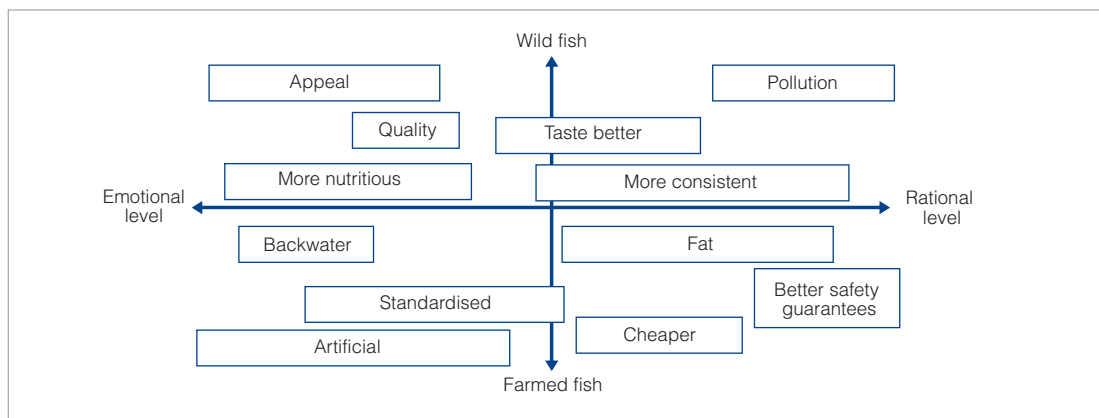 Wild fish
Appeal
Pollution
Quality
Taste better
More nutritious
More consistent
Emotional
level
Rational
level
Backwater
Fat
Better safety
guarantees
Standardised
Cheaper
Artificial
Farmed fish